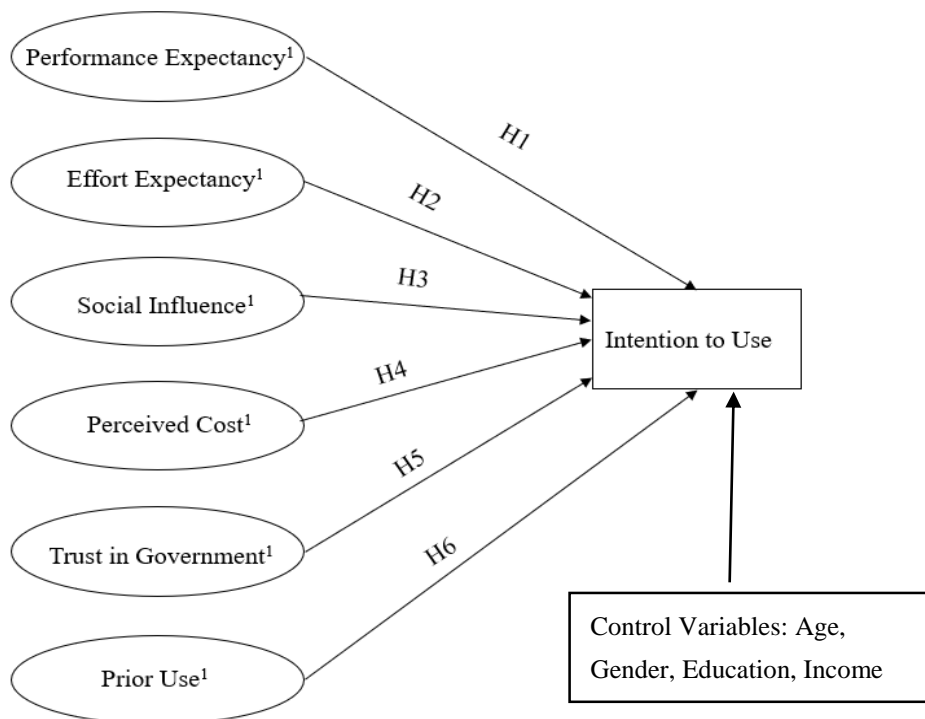 Performance Expectancy¹
H1
Effort Expectancy¹
H2
Social Influence¹
H3
Intention to Use
Perceived Cost¹
H4
Trust in Government¹
H5
Prior Use¹
H6
Control Variables: Age,
Gender, Education, Income